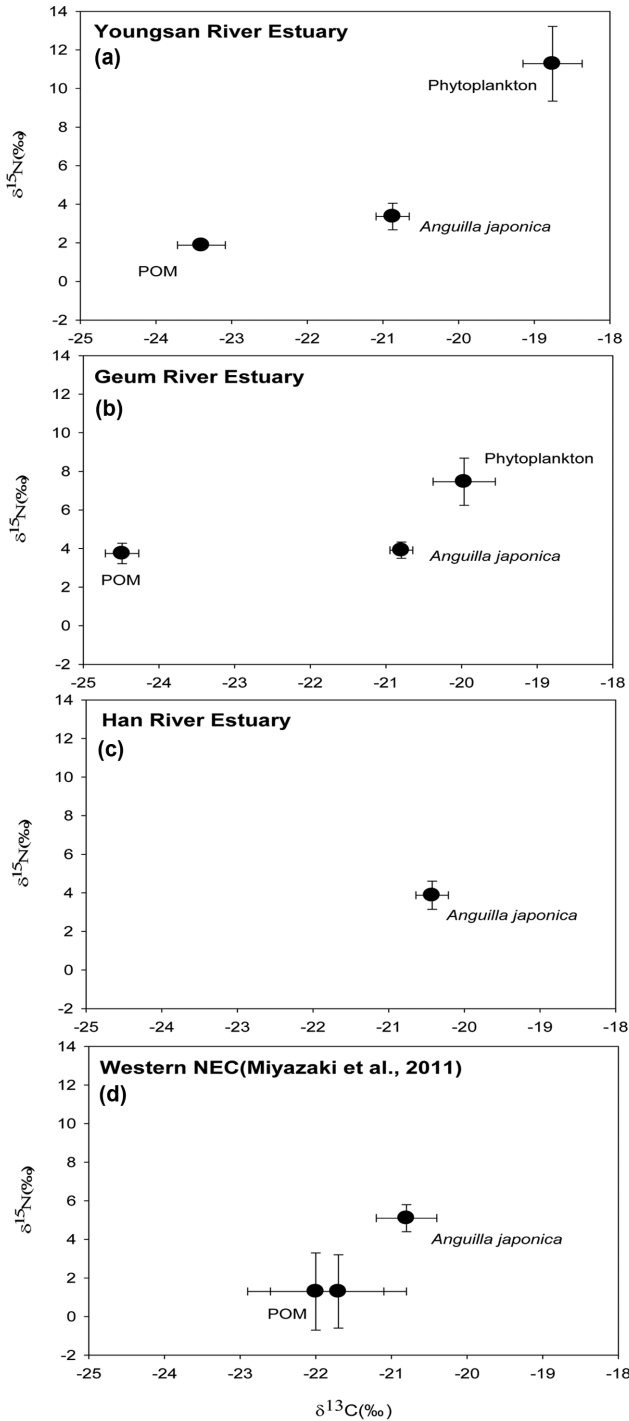 Youngsan River Estuary
(a)
14
12
10
8
6
4
2
0
-2
δ15N(‰)
Phytoplankton
Anguilla japonica
POM
-25 -24 -23 -22 -21 -20 -19 -18
Geum River Estuary
(b)
14
12
10
8
6
4
2
0
-2
δ15N(‰)
Phytoplankton
Anguilla japonica
POM
-25 -24 -23 -22 -21 -20 -19 -18
Han River Estuary
(c)
14
12
10
8
6
4
2
0
-2
δ15N(‰)
Anguilla japonica
-25 -24 -23 -22 -21 -20 -19 -18
Western NEC(Miyazaki et al., 2011)
(d)
14
12
10
8
6
4
2
0
-2
δ15N(‰)
Anguilla japonica
POM
-25 -24 -23 -22 -21 -20 -19 -18
δ13C(‰)